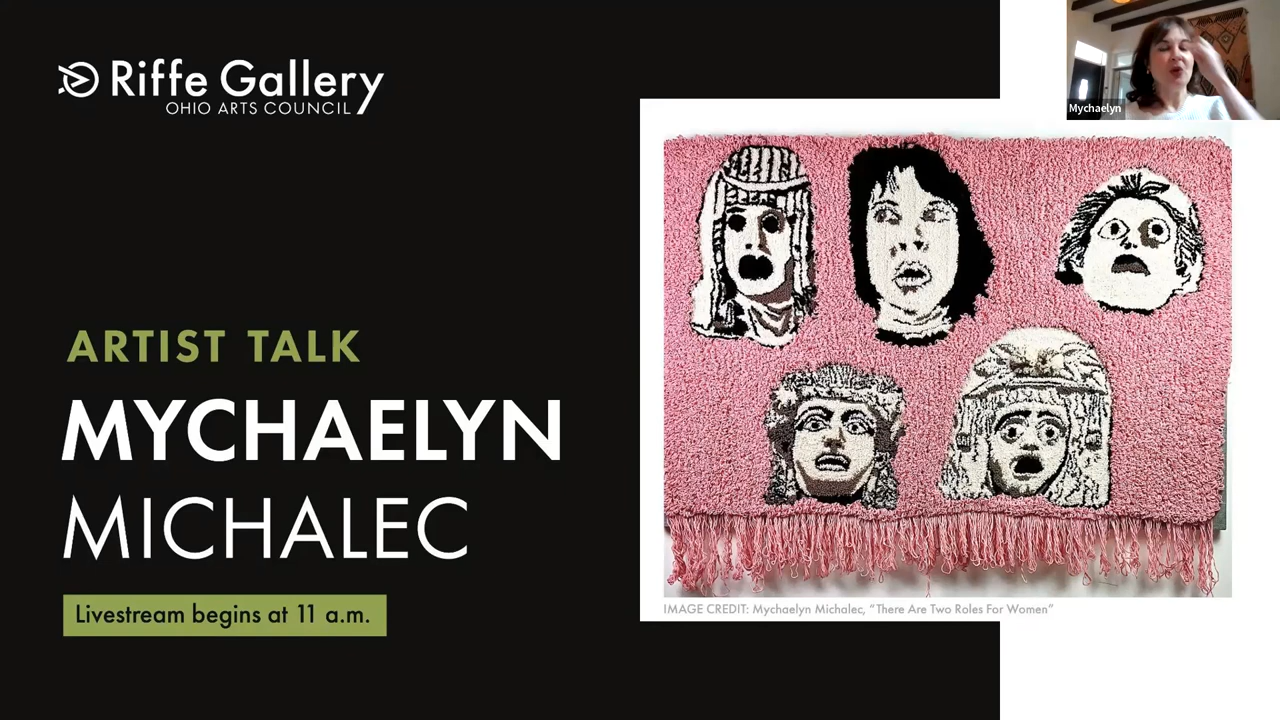 Riffe Gallery
OHIO ARTS COUNCIL
Mychaelyn
ARTIST TALK
MYCHAELYN
MICHALEC
Livestream begins at 11 a.m.
IMAGE CREDIT: Mychaelyn Michalec, "There Are Two Roles For Women"